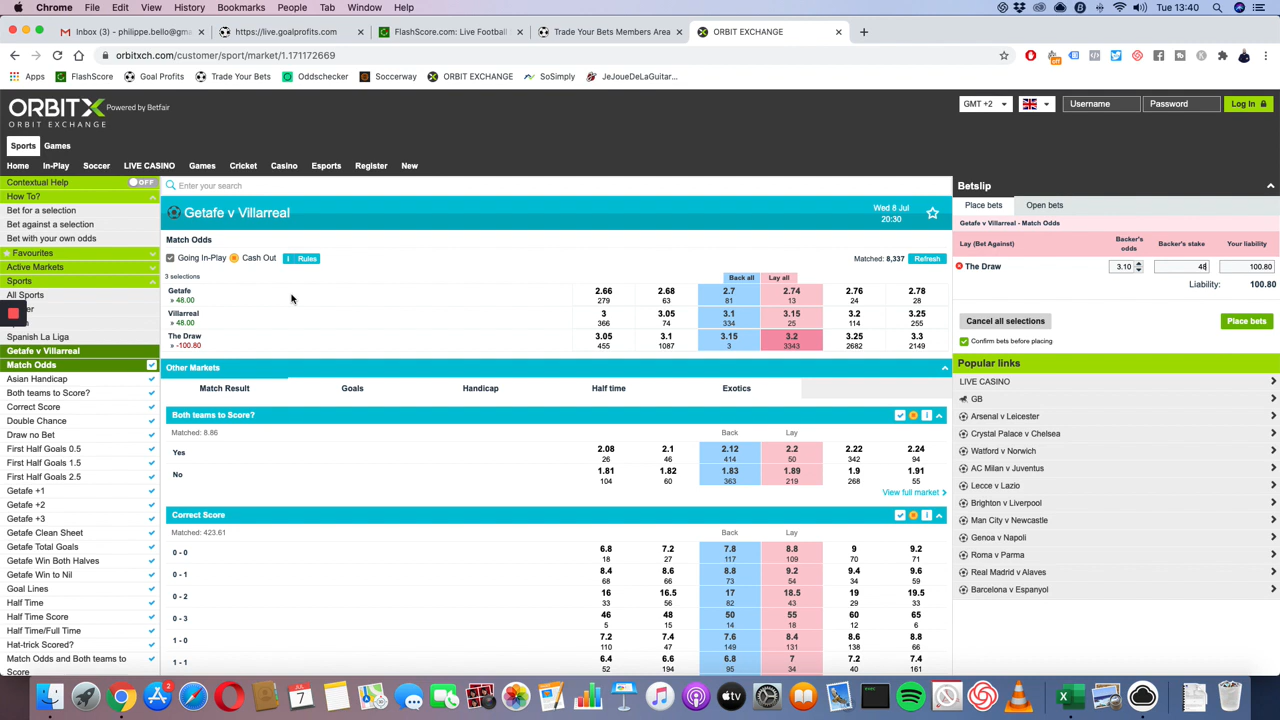 Chrome File Edit View History Bookmarks People Tab Window Help
Tue 13:40
Inbox (3) - philippe.bello@gma
https://live.goalprofits.com
FlashScore.com: Live Football
Trade Your Bets Members Area
ORBIT EXCHANGE
orbitxch.com/customer/sport/market/1.171172669
Apps FlashScore Goal Profits Trade Your Bets Oddschecker Soccerway ORBIT EXCHANGE SoSimply JeJoueDeLaGuitar...
ORBITX Powered by Betfair
ORBIT EXCHANGE
GMT +2 Username Password Log In
Sports Games
Home In-Play Soccer LIVE CASINO Games Cricket Casino Esports Register New
Contextual Help OFF
How To?
Bet for a selection
Bet against a selection
Bet with your own odds
Favourites
Active Markets
Sports
All Sports
Spanish La Liga
Getafe v Villarreal
Match Odds
Asian Handicap
Both teams to Score?
Correct Score
Double Chance
Draw no Bet
First Half Goals 0.5
First Half Goals 1.5
First Half Goals 2.5
Getafe +1
Getafe +2
Getafe +3
Getafe Clean Sheet
Getafe Total Goals
Getafe Win Both Halves
Getafe Win to Nil
Goal Lines
Half Time
Half Time Score
Half Time/Full Time
Hat-trick Scored?
Match Odds and Both teams to
Score
Enter your search
Getafe v Villarreal
Wed 8 Jul
20:30
Match Odds
Going In-Play Cash Out i Rules
Matched: 8,337 Refresh
3 selections
Back all Lay all
Getafe 2.66 2.68 2.7 2.74 2.76 2.78
» 48.00 279 63 81 13 24 28
Villarreal 3 3.05 3.1 3.15 3.2 3.25
» 48.00 366 74 334 25 114 255
The Draw 3.05 3.1 3.15 3.2 3.25 3.3
» -100.80 455 1087 3 3343 2682 2149
Other Markets
Match Result Goals Handicap Half time Exotics
Both teams to Score?
Matched: 8.86 Back Lay
Yes 2.08 2.1 2.12 2.2 2.22 2.24
26 46 414 50 342 94
No 1.81 1.82 1.83 1.89 1.9 1.91
104 60 363 219 268 55
View full market
Correct Score
Matched: 423.61 Back Lay
0 - 0 6.8 7.2 7.8 8.8 9 9.2
18 27 117 109 70 71
0 - 1 8.4 8.6 8.8 9.2 9.4 9.6
68 66 73 54 34 59
0 - 2 16 16.5 17 18.5 19 19.5
33 56 82 43 29 33
0 - 3 46 48 50 55 60 65
5 15 14 18 12 6
1 - 0 7.2 7.4 7.6 8.4 8.6 8.8
110 47 149 131 138 66
1 - 1 6.4 6.6 6.8 7 7.2 7.4
52 194 95 34 40 161
Betslip
Place bets Open bets
Getafe v Villarreal - Match Odds
Lay (Bet Against) Backer's odds Backer's stake Your liability
The Draw 3.10 48 100.80
Liability: 100.80
Cancel all selections Place bets
Confirm bets before placing
Popular links
LIVE CASINO
GB
Arsenal v Leicester
Crystal Palace v Chelsea
Watford v Norwich
AC Milan v Juventus
Lecce v Lazio
Brighton v Liverpool
Man City v Newcastle
Genoa v Napoli
Roma v Parma
Real Madrid v Alaves
Barcelona v Espanyol